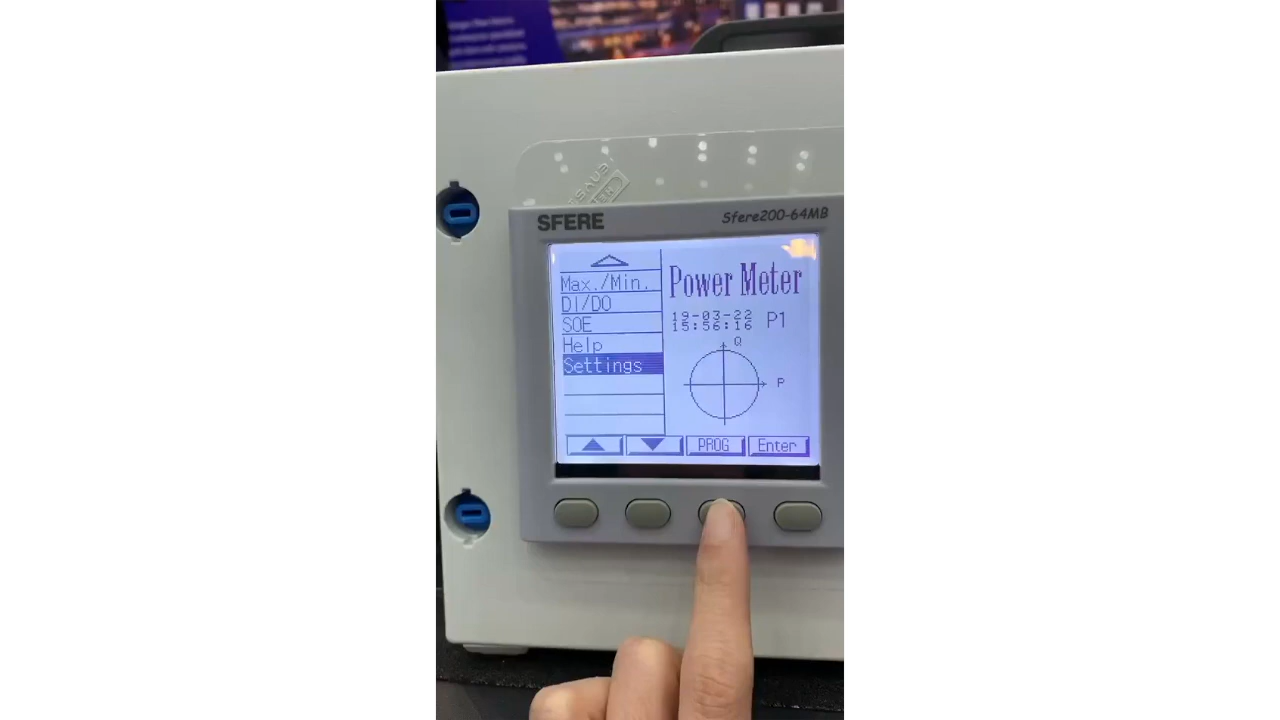 SFERE
Sfere200-64MB
Max./Min.
DI/DO
SOE
Help
Settings
Power Meter
19-03-22
15:56:16
P1
Q
P
PROG
Enter